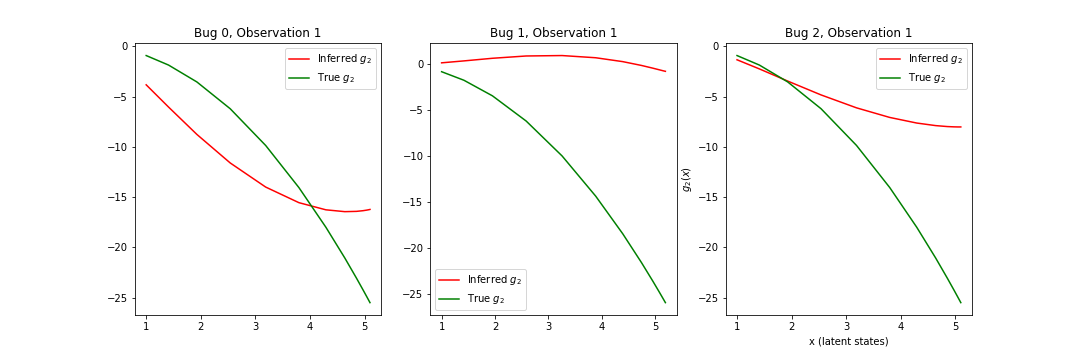 Bug 0, Observation 1
0
−5
−10
−15
−20
−25
1 2 3 4 5
Inferred g₂
True g₂
Bug 1, Observation 1
0
−5
−10
−15
−20
−25
1 2 3 4 5
Inferred g₂
True g₂
Bug 2, Observation 1
g₂(x)
0
−5
−10
−15
−20
−25
1 2 3 4 5
x (latent states)
Inferred g₂
True g₂